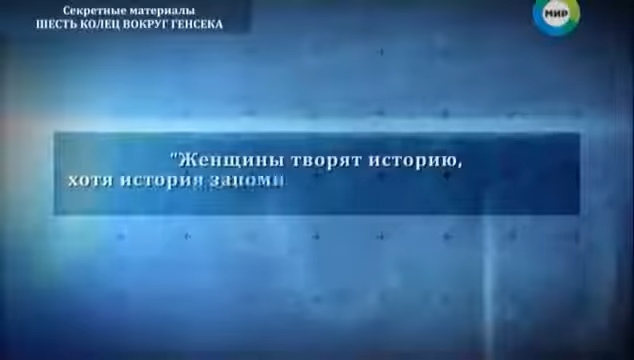 Секретные материалы
ШЕСТЬ КОЛЕЦ ВОКРУГ ГЕНСЕКА
МИР
"Женщины творят историю,
хотя история запоми